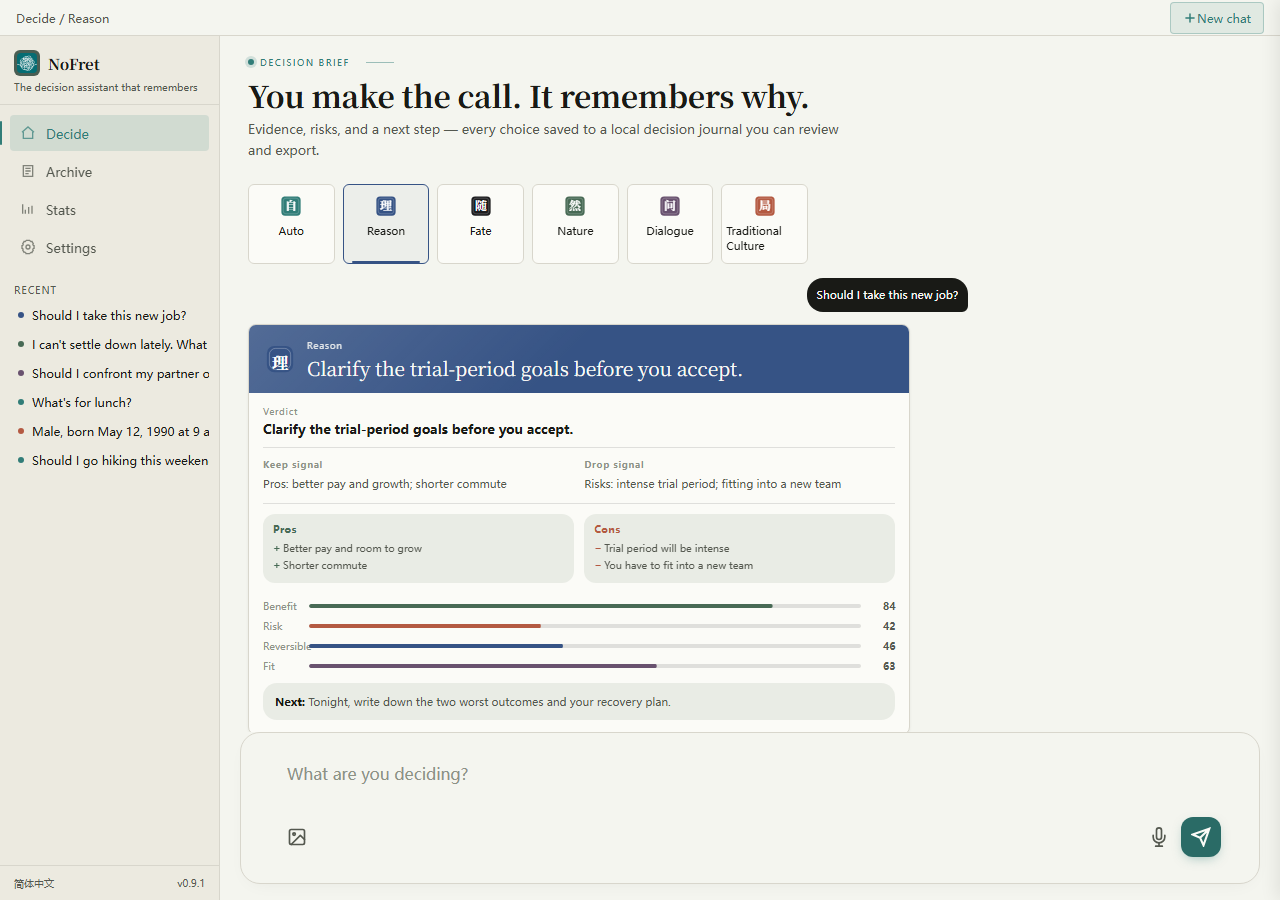 Decide / Reason
+ New chat
NoFret
The decision assistant that remembers
Decide
Archive
Stats
Settings
RECENT
Should I take this new job?
I can't settle down lately. What
Should I confront my partner o
What's for lunch?
Male, born May 12, 1990 at 9 a
Should I go hiking this weeken
简体中文
v0.9.1
DECISION BRIEF
You make the call. It remembers why.
Evidence, risks, and a next step — every choice saved to a local decision journal you can review
and export.
自
Auto
理
Reason
随
Fate
然
Nature
问
Dialogue
局
Traditional
Culture
Should I take this new job?
理
Reason
Clarify the trial-period goals before you accept.
Verdict
Clarify the trial-period goals before you accept.
Keep signal
Pros: better pay and growth; shorter commute
Drop signal
Risks: intense trial period; fitting into a new team
Pros
+ Better pay and room to grow
+ Shorter commute
Cons
− Trial period will be intense
− You have to fit into a new team
Benefit 84
Risk 42
Reversible 46
Fit 63
Next: Tonight, write down the two worst outcomes and your recovery plan.
What are you deciding?